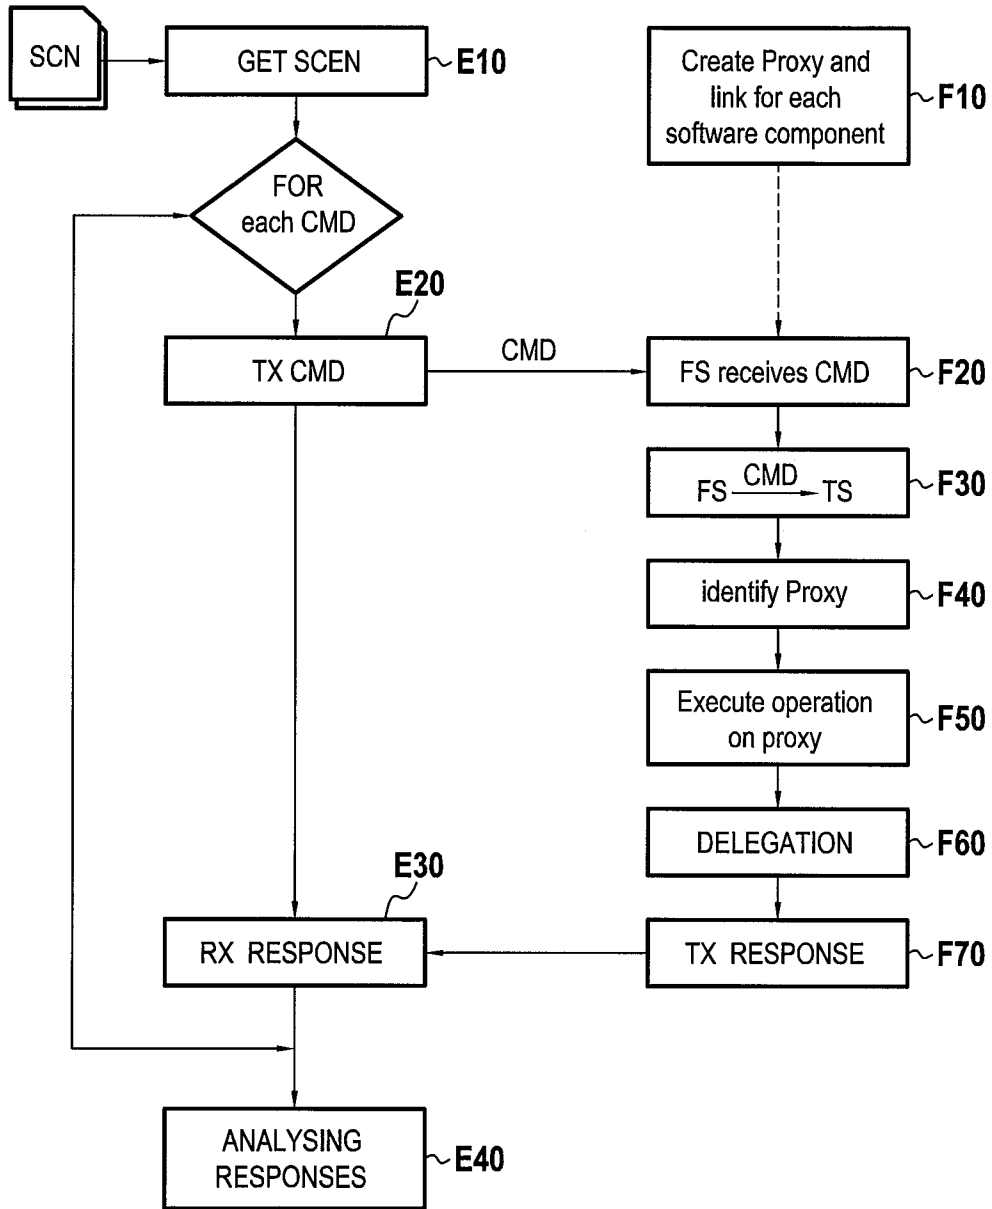 SCN
GET SCEN
E10
FOR
each CMD
E20
TX CMD
CMD
E30
RX RESPONSE
ANALYSING
RESPONSES
E40
Create Proxy and
link for each
software component
F10
FS receives CMD
F20
CMD
FS TS
F30
identify Proxy
F40
Execute operation
on proxy
F50
DELEGATION
F60
TX RESPONSE
F70